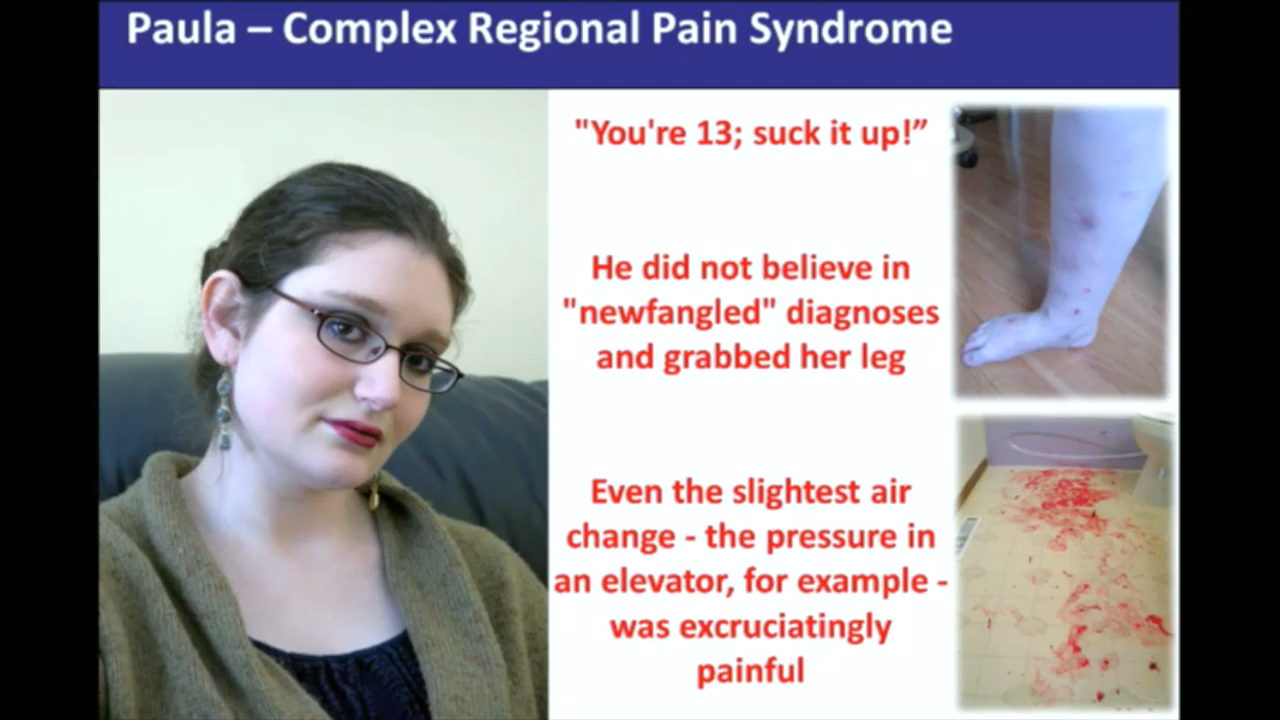 Paula – Complex Regional Pain Syndrome
"You're 13; suck it up!”
He did not believe in
"newfangled" diagnoses
and grabbed her leg
Even the slightest air
change - the pressure in
an elevator, for example -
was excruciatingly
painful